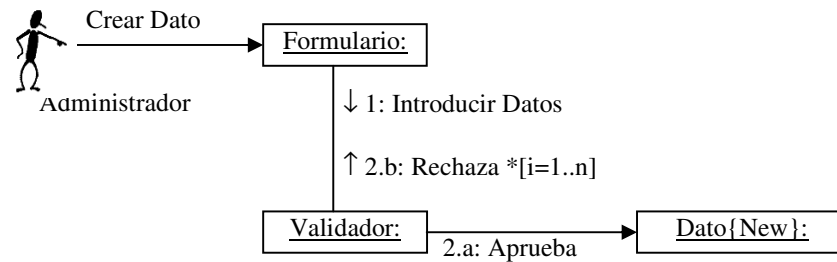 Crear Dato
Formulario:
Administrador
↓ 1: Introducir Datos
↑ 2.b: Rechaza *[i=1..n]
Validador:
2.a: Aprueba
Dato{New}: